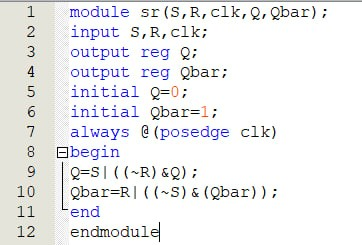 1 module sr(S,R,clk,Q,Qbar);
2 input S,R,clk;
3 output reg Q;
4 output reg Qbar;
5 initial Q=0;
6 initial Qbar=1;
7 always @(posedge clk)
8 begin
9 Q=S|((~R)&Q);
10 Qbar=R|((~S)&(Qbar));
11 end
12 endmodule